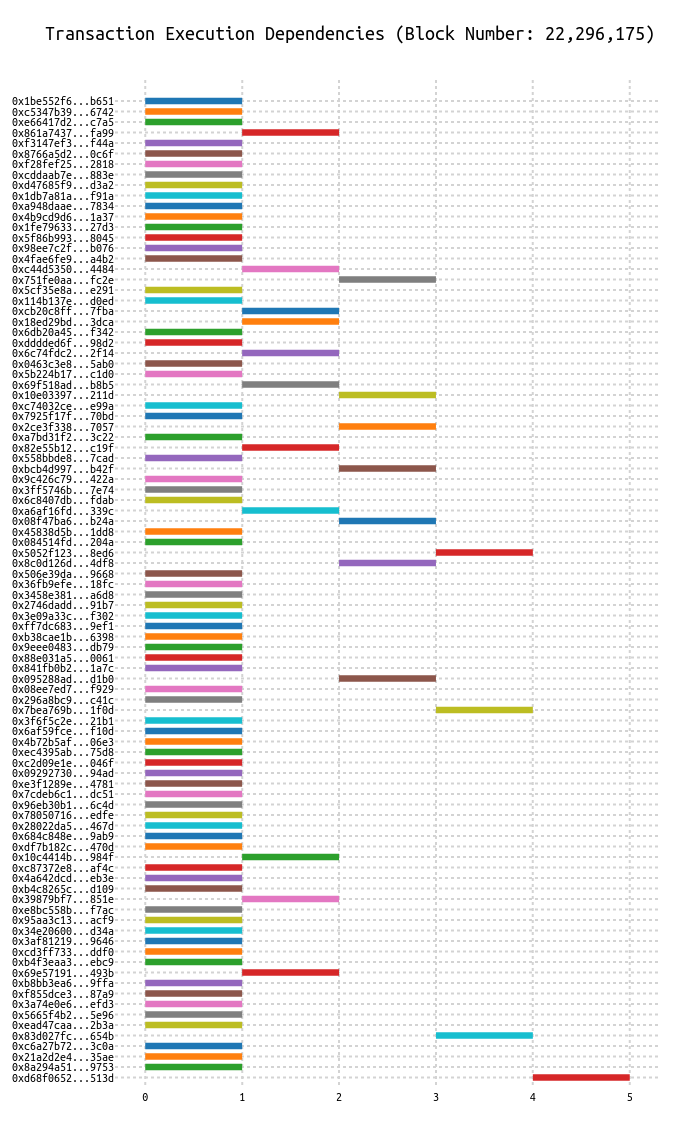 Transaction Execution Dependencies (Block Number: 22,296,175)
0x1be552f6...b651
0xc5347b39...6742
0xe66417d2...c7a5
0x861a7437...fa99
0xf3147ef3...f44a
0x8766a5d2...0c6f
0xf28fef25...2818
0xcddaab7e...883e
0xd47685f9...d3a2
0x1db7a81a...f91a
0xa948daae...7834
0x4b9cd9d6...1a37
0x1fe79633...27d3
0x5f86b993...8045
0x98ee7c2f...b076
0x4fae6fe9...a4b2
0xc44d5350...4484
0x751fe0aa...fc2e
0x5cf35e8a...e291
0x114b137e...d0ed
0xcb20c8ff...7fba
0x18ed29bd...3dca
0x6db20a45...f342
0xdddded6f...98d2
0x6c74fdc2...2f14
0x0463c3e8...5ab0
0x5b224b17...c1d0
0x69f518ad...b8b5
0x10e03397...211d
0xc74032ce...e99a
0x7925f17f...70bd
0x2ce3f338...7057
0xa7bd31f2...3c22
0x82e55b12...c19f
0x558bbde8...7cad
0xbcb4d997...b42f
0x9c426c79...422a
0x3ff5746b...7e74
0x6c8407db...fdab
0xa6af16fd...339c
0x08f47ba6...b24a
0x45838d5b...1dd8
0x084514fd...204a
0x5052f123...8ed6
0x8c0d126d...4df8
0x506e39da...9668
0x36fb9efe...18fc
0x3458e381...a6d8
0x2746dadd...91b7
0x3e09a33c...f302
0xff7dc683...9ef1
0xb38cae1b...6398
0x9eee0483...db79
0x88e031a5...0061
0x841fb0b2...1a7c
0x095288ad...d1b0
0x08ee7ed7...f929
0x296a8bc9...c41c
0x7bea769b...1f0d
0x3f6f5c2e...21b1
0x6af59fce...f10d
0x4b72b5af...06e3
0xec4395ab...75d8
0xc2d09e1e...046f
0x09292730...94ad
0xe3f1289e...4781
0x7cdeb6c1...dc51
0x96eb30b1...6c4d
0x78050716...edfe
0x28022da5...467d
0x684c848e...9ab9
0xdf7b182c...470d
0x10c4414b...984f
0xc87372e8...af4c
0x4a642dcd...eb3e
0xb4c8265c...d109
0x39879bf7...851e
0xe8bc558b...f7ac
0x95aa3c13...acf9
0x34e20600...d34a
0x3af81219...9646
0xcd3ff733...ddf0
0xb4f3eaa3...ebc9
0x69e57191...493b
0xb8bb3ea6...9ffa
0xf855dce3...87a9
0x3a74e0e6...efd3
0x5665f4b2...5e96
0xead47caa...2b3a
0x83d027fc...654b
0xc6a27b72...3c0a
0x21a2d2e4...35ae
0x8a294a51...9753
0xd68f0652...513d
0 1 2 3 4 5